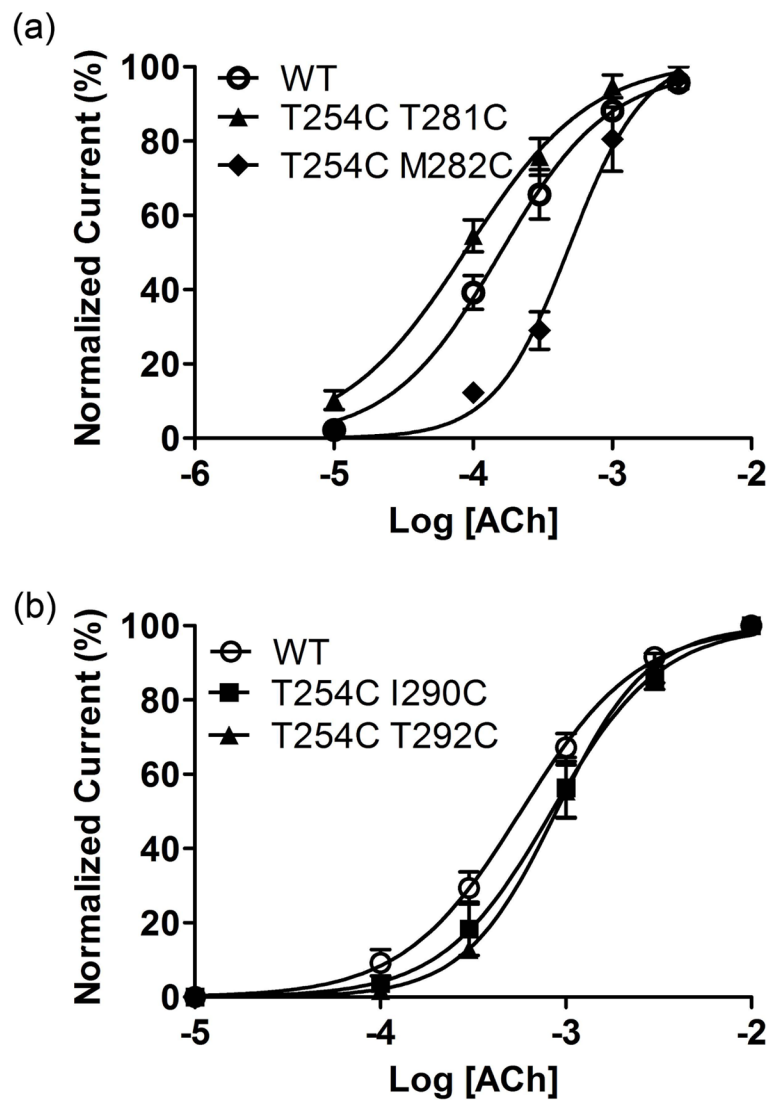 (a)
Normalized Current (%)
100
80
60
40
20
0
WT
T254C T281C
T254C M282C
-6 -5 -4 -3 -2
Log [ACh]
(b)
Normalized Current (%)
100
80
60
40
20
0
WT
T254C I290C
T254C T292C
-5 -4 -3 -2
Log [ACh]